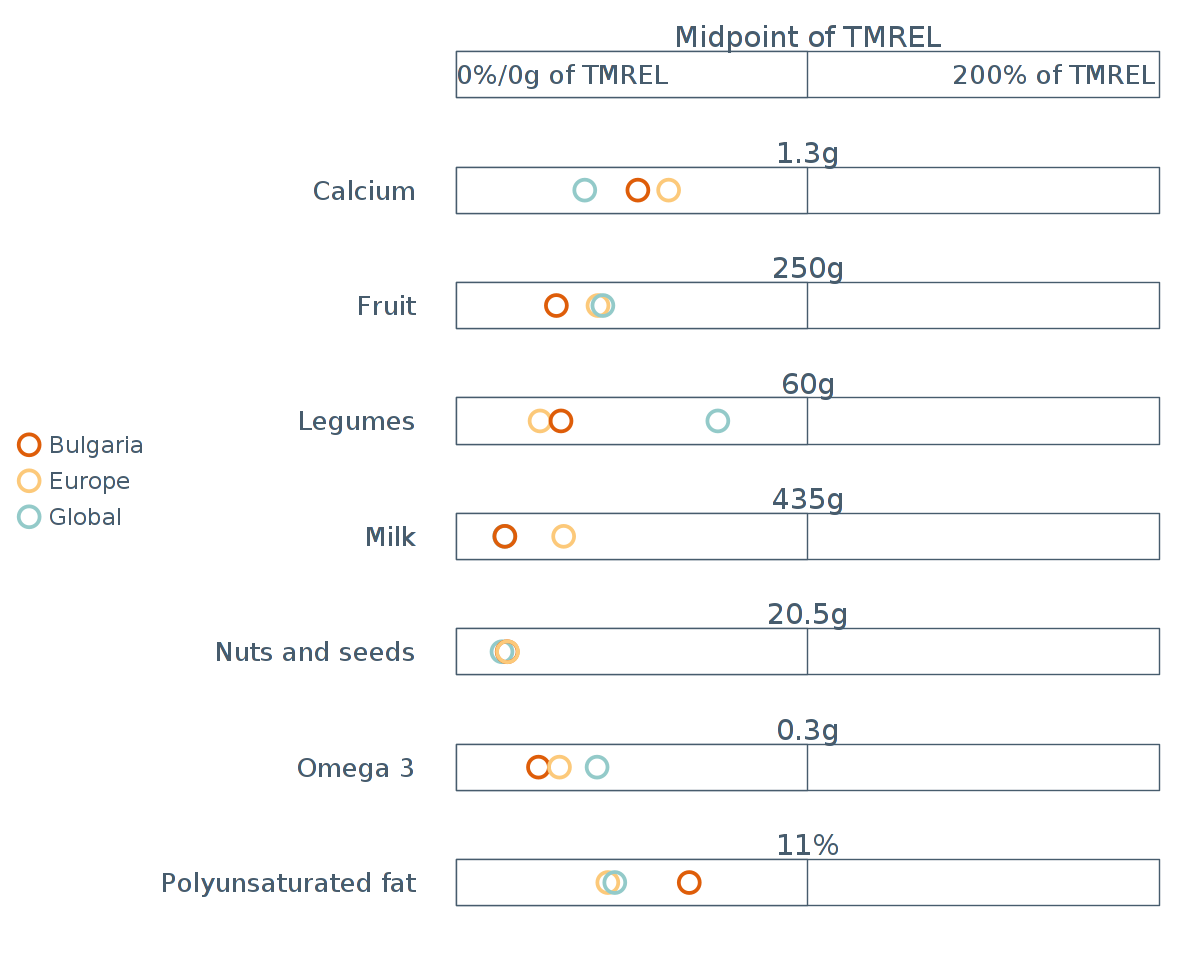 Midpoint of TMREL
0%/0g of TMREL 200% of TMREL
1.3g
Calcium
250g
Fruit
60g
Legumes
Bulgaria
Europe
Global
435g
Milk
20.5g
Nuts and seeds
0.3g
Omega 3
11%
Polyunsaturated fat